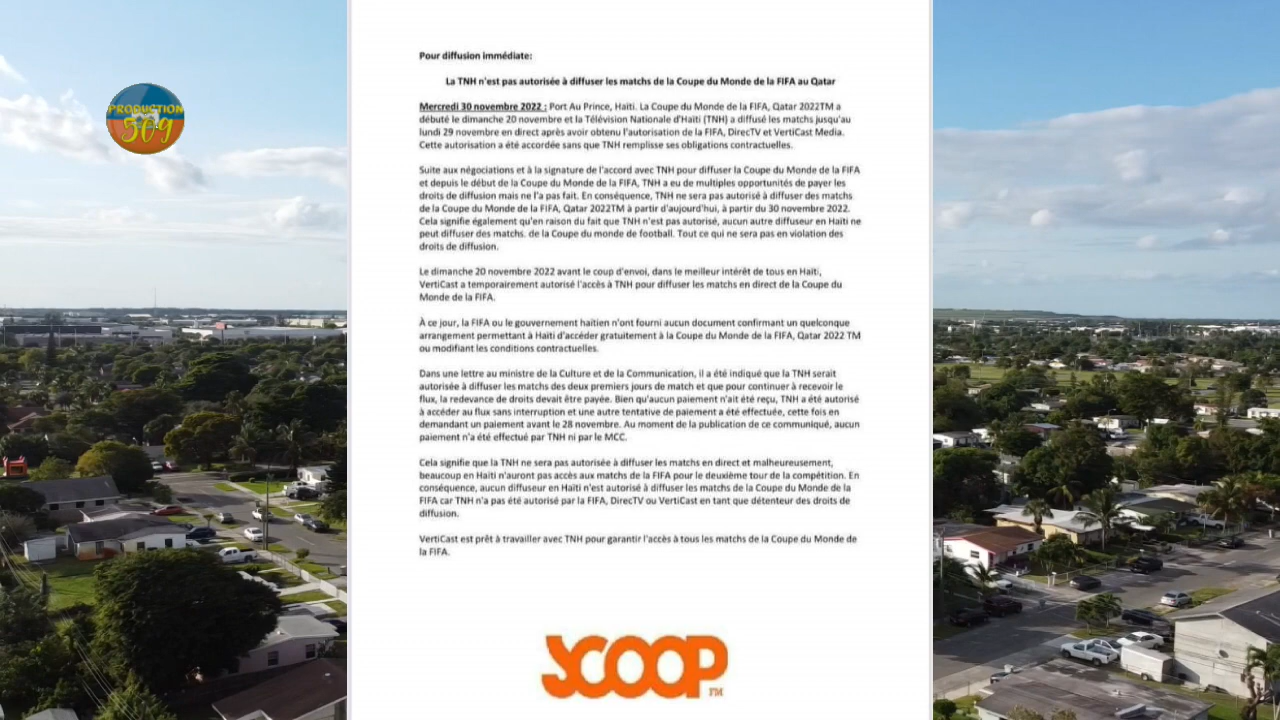 PRODUCTION
509
Pour diffusion immédiate:
La TNH n'est pas autorisée à diffuser les matchs de la Coupe du Monde de la FIFA au Qatar
Mercredi 30 novembre 2022 : Port Au Prince, Haïti. La Coupe du Monde de la FIFA, Qatar 2022TM a
débuté le dimanche 20 novembre et la Télévision Nationale d'Haïti (TNH) a diffusé les matchs jusqu'au
lundi 29 novembre en direct après avoir obtenu l'autorisation de la FIFA, DirecTV et VertiCast Media.
Cette autorisation a été accordée sans que TNH remplisse ses obligations contractuelles.
Suite aux négociations et à la signature de l'accord avec TNH pour diffuser la Coupe du Monde de la FIFA
et depuis le début de la Coupe du Monde de la FIFA, TNH a eu de multiples opportunités de payer les
droits de diffusion mais ne l'a pas fait. En conséquence, TNH ne sera pas autorisé à diffuser des matchs
de la Coupe du Monde de la FIFA, Qatar 2022TM à partir d'aujourd'hui, à partir du 30 novembre 2022.
Cela signifie également qu'en raison du fait que TNH n'est pas autorisé, aucun autre diffuseur en Haïti ne
peut diffuser des matchs. de la Coupe du monde de football. Tout ce qui ne sera pas en violation des
droits de diffusion.
Le dimanche 20 novembre 2022 avant le coup d'envoi, dans le meilleur intérêt de tous en Haïti,
VertiCast a temporairement autorisé l'accès à TNH pour diffuser les matchs en direct de la Coupe du
Monde de la FIFA.
À ce jour, la FIFA ou le gouvernement haïtien n'ont fourni aucun document confirmant un quelconque
arrangement permettant à Haïti d'accéder gratuitement à la Coupe du Monde de la FIFA, Qatar 2022 TM
ou modifiant les conditions contractuelles.
Dans une lettre au ministre de la Culture et de la Communication, il a été indiqué que la TNH serait
autorisée à diffuser les matchs des deux premiers jours de match et que pour continuer à recevoir le
flux, la redevance de droits devait être payée. Bien qu'aucun paiement n'ait été reçu, TNH a été autorisé
à accéder au flux sans interruption et une autre tentative de paiement a été effectuée, cette fois en
demandant un paiement avant le 28 novembre. Au moment de la publication de ce communiqué, aucun
paiement n'a été effectué par TNH ni par le MCC.
Cela signifie que la TNH ne sera pas autorisée à diffuser les matchs en direct et malheureusement,
beaucoup en Haïti n'auront pas accès aux matchs de la FIFA pour le deuxième tour de la compétition. En
conséquence, aucun diffuseur en Haïti n'est autorisé à diffuser les matchs de la Coupe du Monde de la
FIFA car TNH n'a pas été autorisé par la FIFA, DirecTV ou VertiCast en tant que détenteur des droits de
diffusion.
VertiCast est prêt à travailler avec TNH pour garantir l'accès à tous les matchs de la Coupe du Monde de
la FIFA.
SCOOP FM